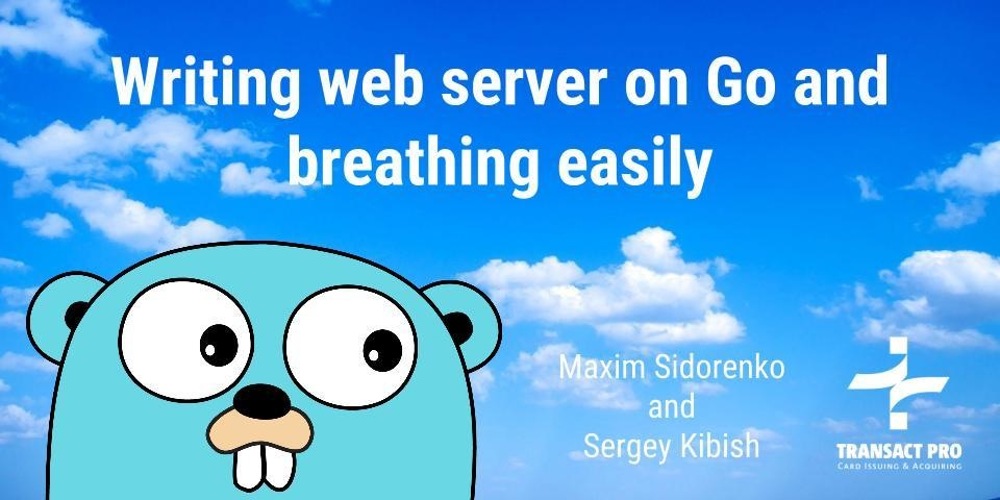 Writing web server on Go and
breathing easily
Maxim Sidorenko
and
Sergey Kibish
TRANSACT PRO
CARD ISSUING & ACQUIRING